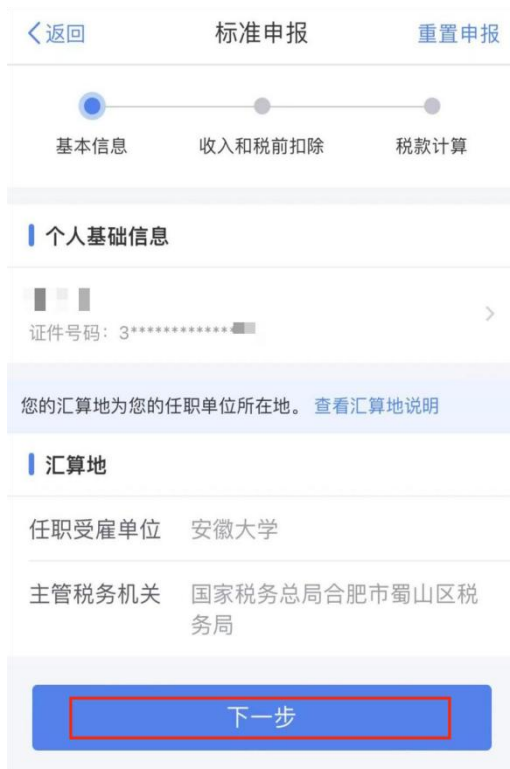 返回 标准申报 重置申报
基本信息 收入和税前扣除 税款计算
个人基础信息
证件号码：3**************
您的汇算地为您的任职单位所在地。 查看汇算地说明
汇算地
任职受雇单位 安徽大学
主管税务机关 国家税务总局合肥市蜀山区税
务局
下一步